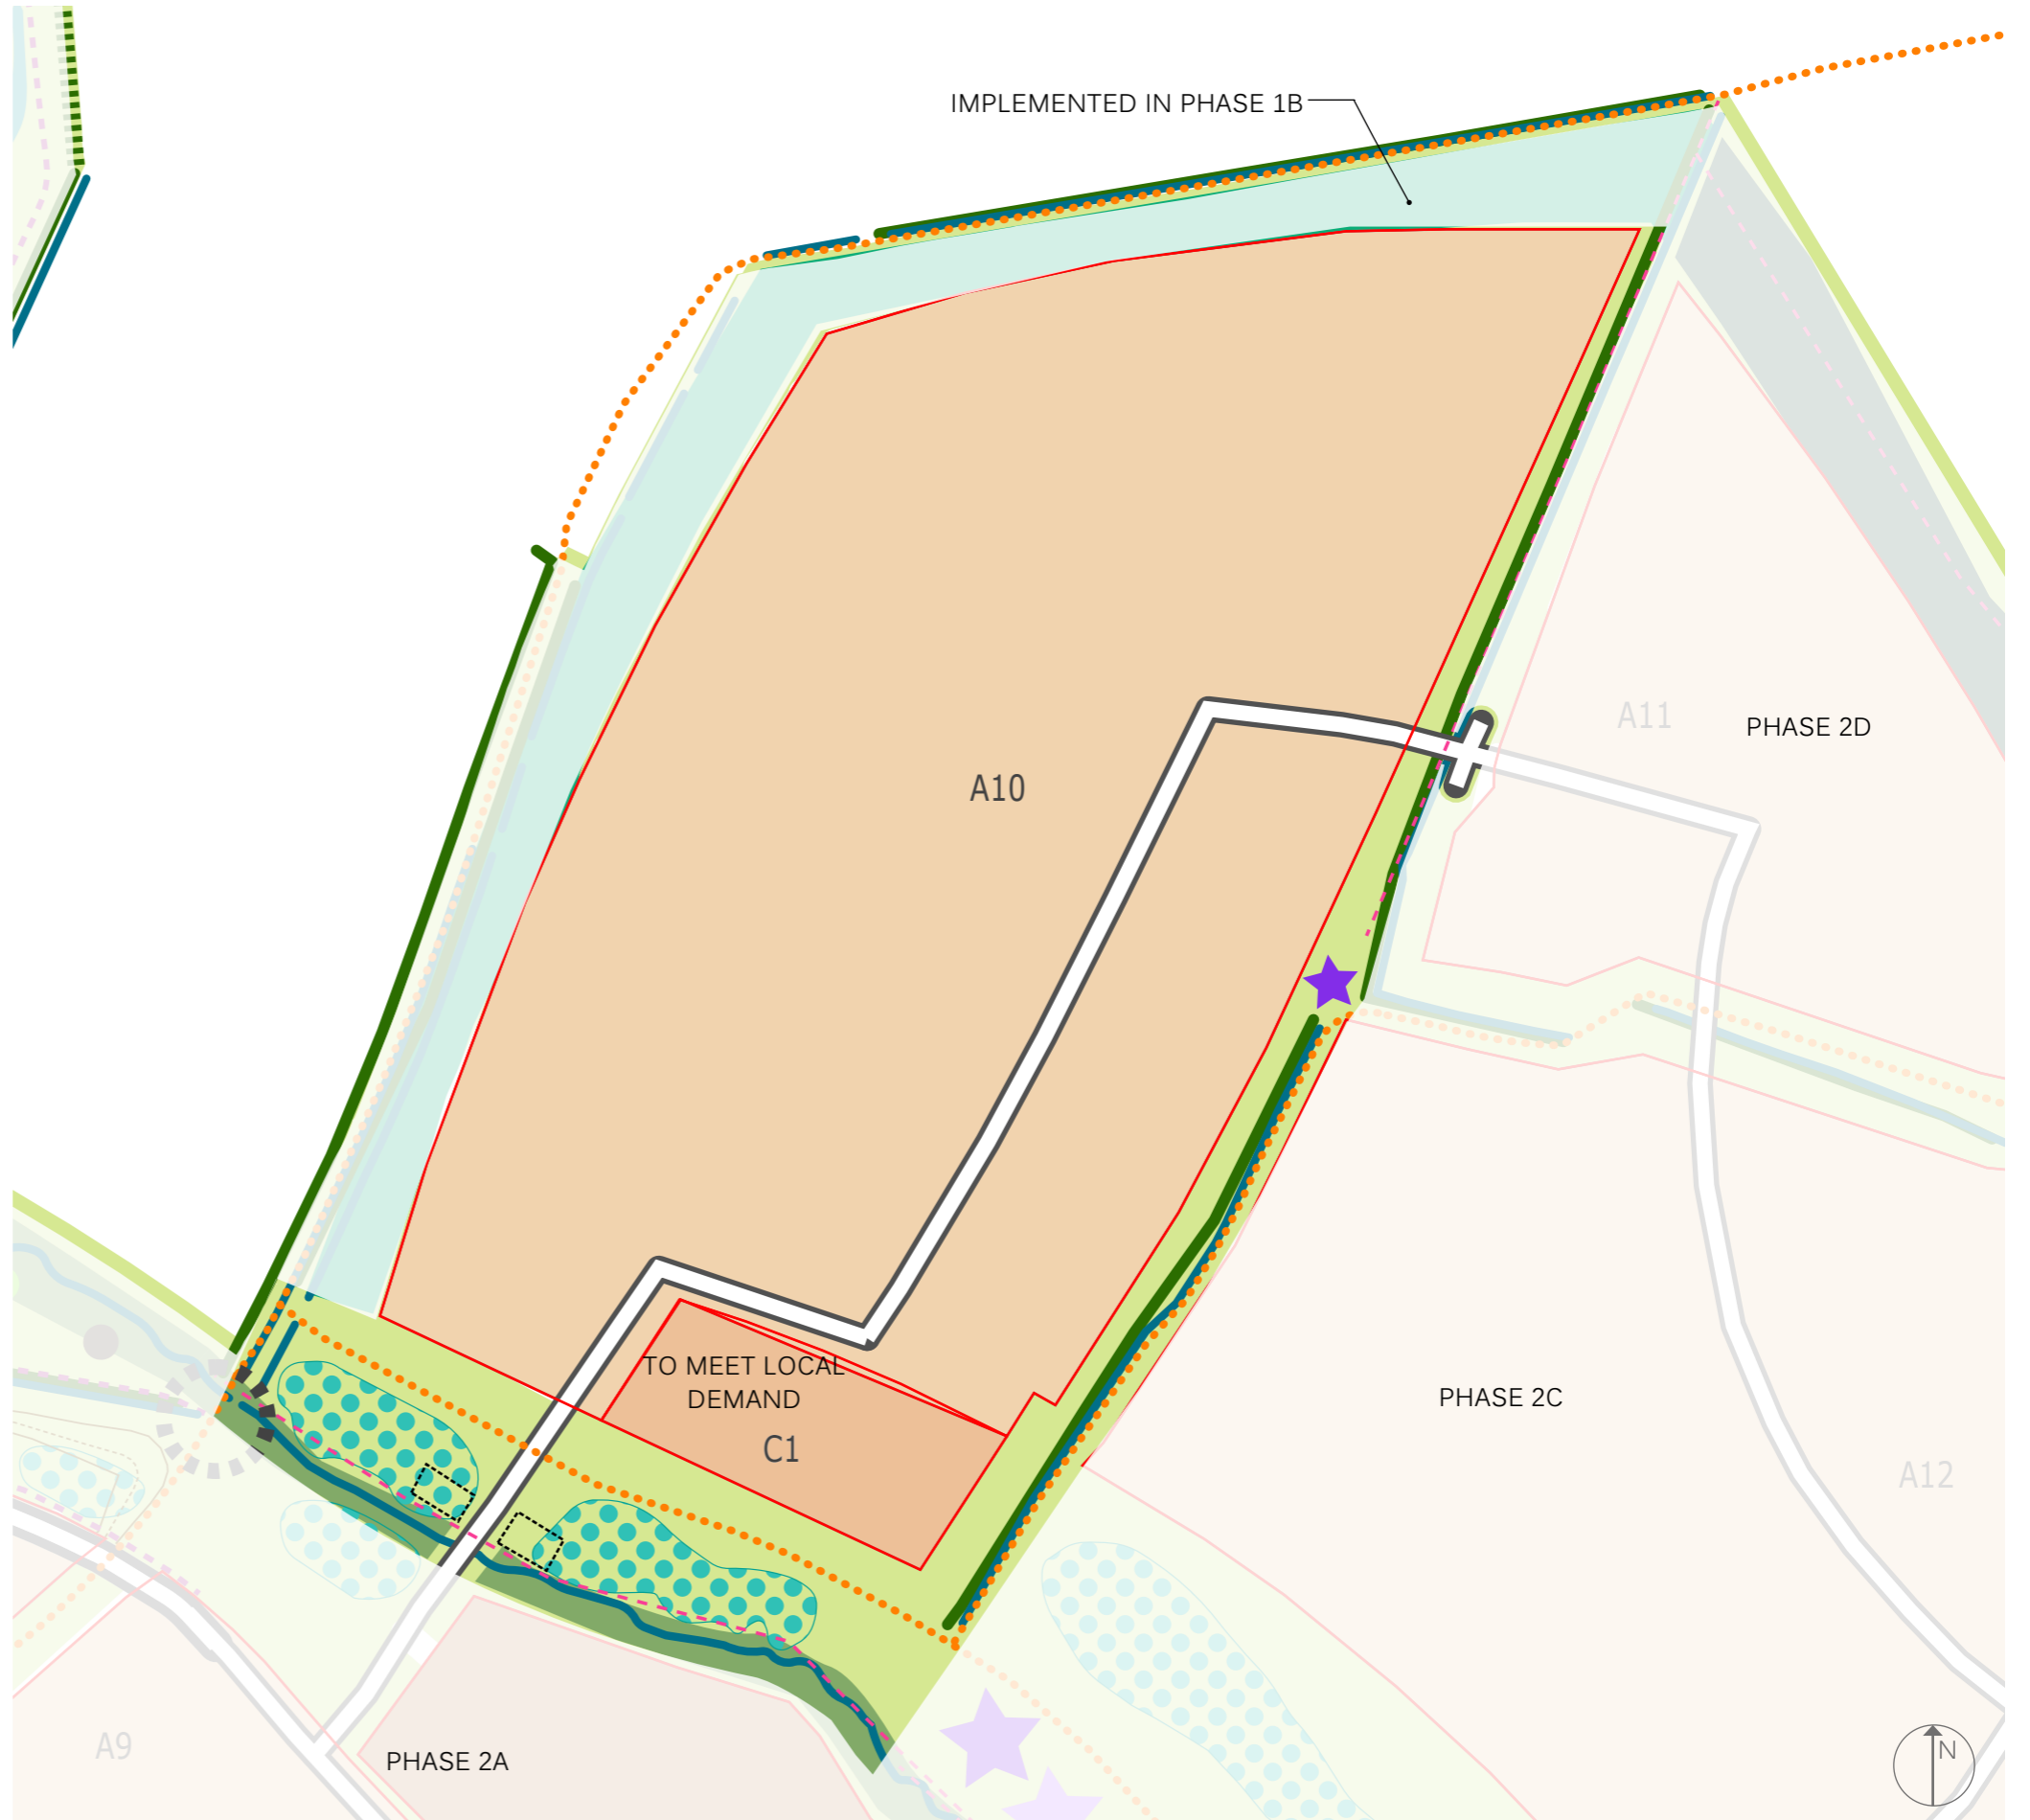 IMPLEMENTED IN PHASE 1B
A11
PHASE 2D
A10
TO MEET LOCAL
DEMAND
C1
PHASE 2C
A12
A9
PHASE 2A
N